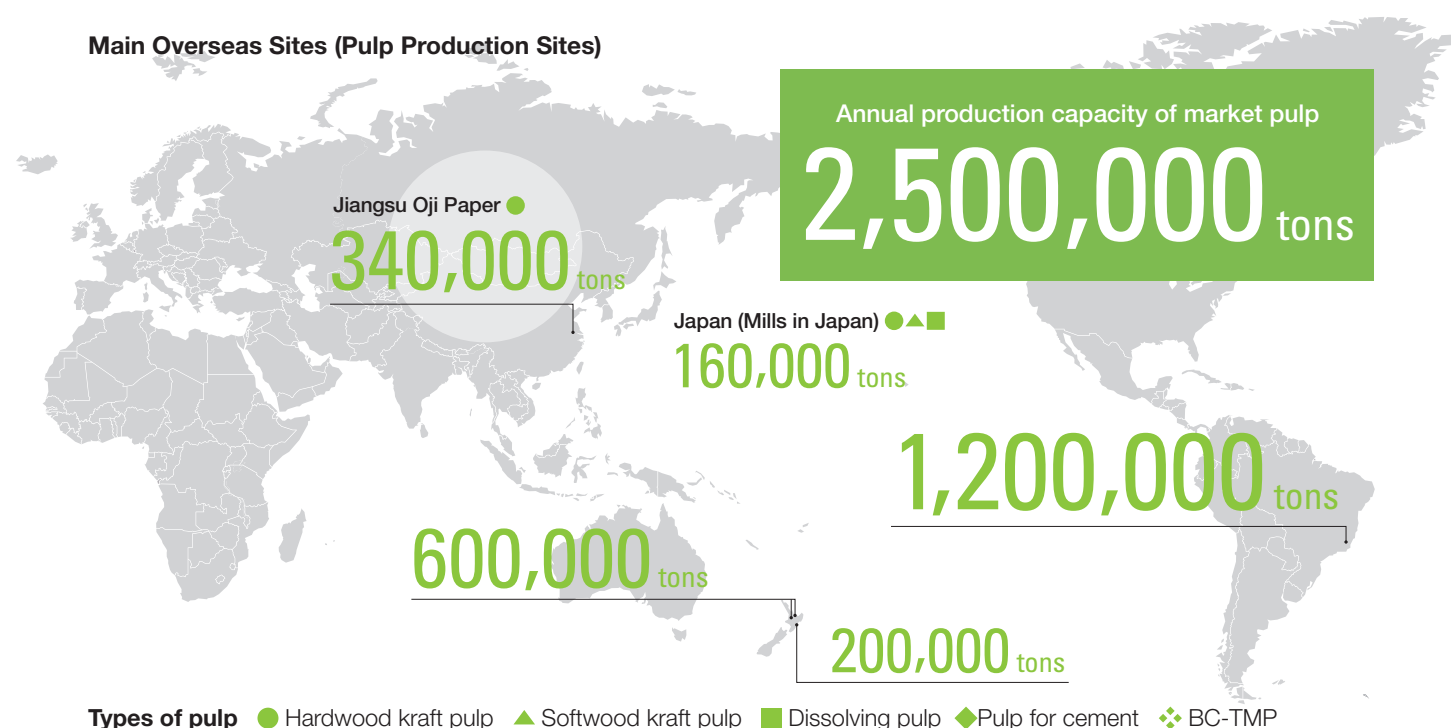 Main Overseas Sites (Pulp Production Sites)
Annual production capacity of market pulp
2,500,000 tons
Jiangsu Oji Paper
340,000 tons
Japan (Mills in Japan)
160,000 tons
1,200,000 tons
600,000 tons
200,000 tons
Types of pulp Hardwood kraft pulp Softwood kraft pulp Dissolving pulp Pulp for cement BC-TMP